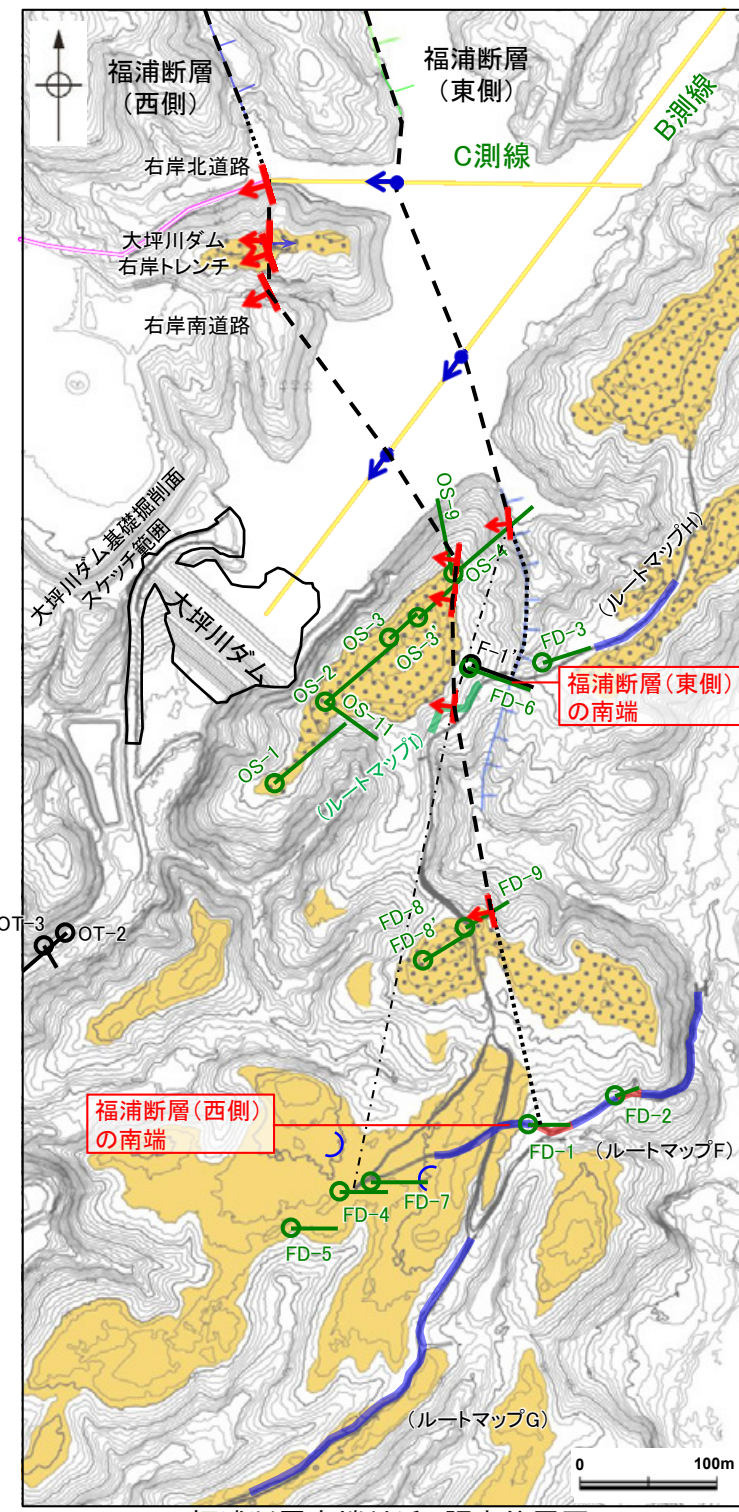 福浦断層
(西側)
福浦断層
(東側)
B測線
C測線
右岸北道路
大坪川ダム
右岸トレンチ
右岸南道路
大坪川ダム基礎掘削面
スケッチ範囲
大坪川ダム
OS-9
OS-4
OS-3
OS-3'
OS-2
OS-11
OS-1
F-1'
FD-3
FD-6
(ルートマップH)
福浦断層(東側)
の南端
(ルートマップI)
OT-3
OT-2
FD-9
FD-8
FD-8'
福浦断層(西側)
の南端
FD-2
FD-1
(ルートマップF)
FD-7
FD-4
FD-5
(ルートマップG)
0 100m